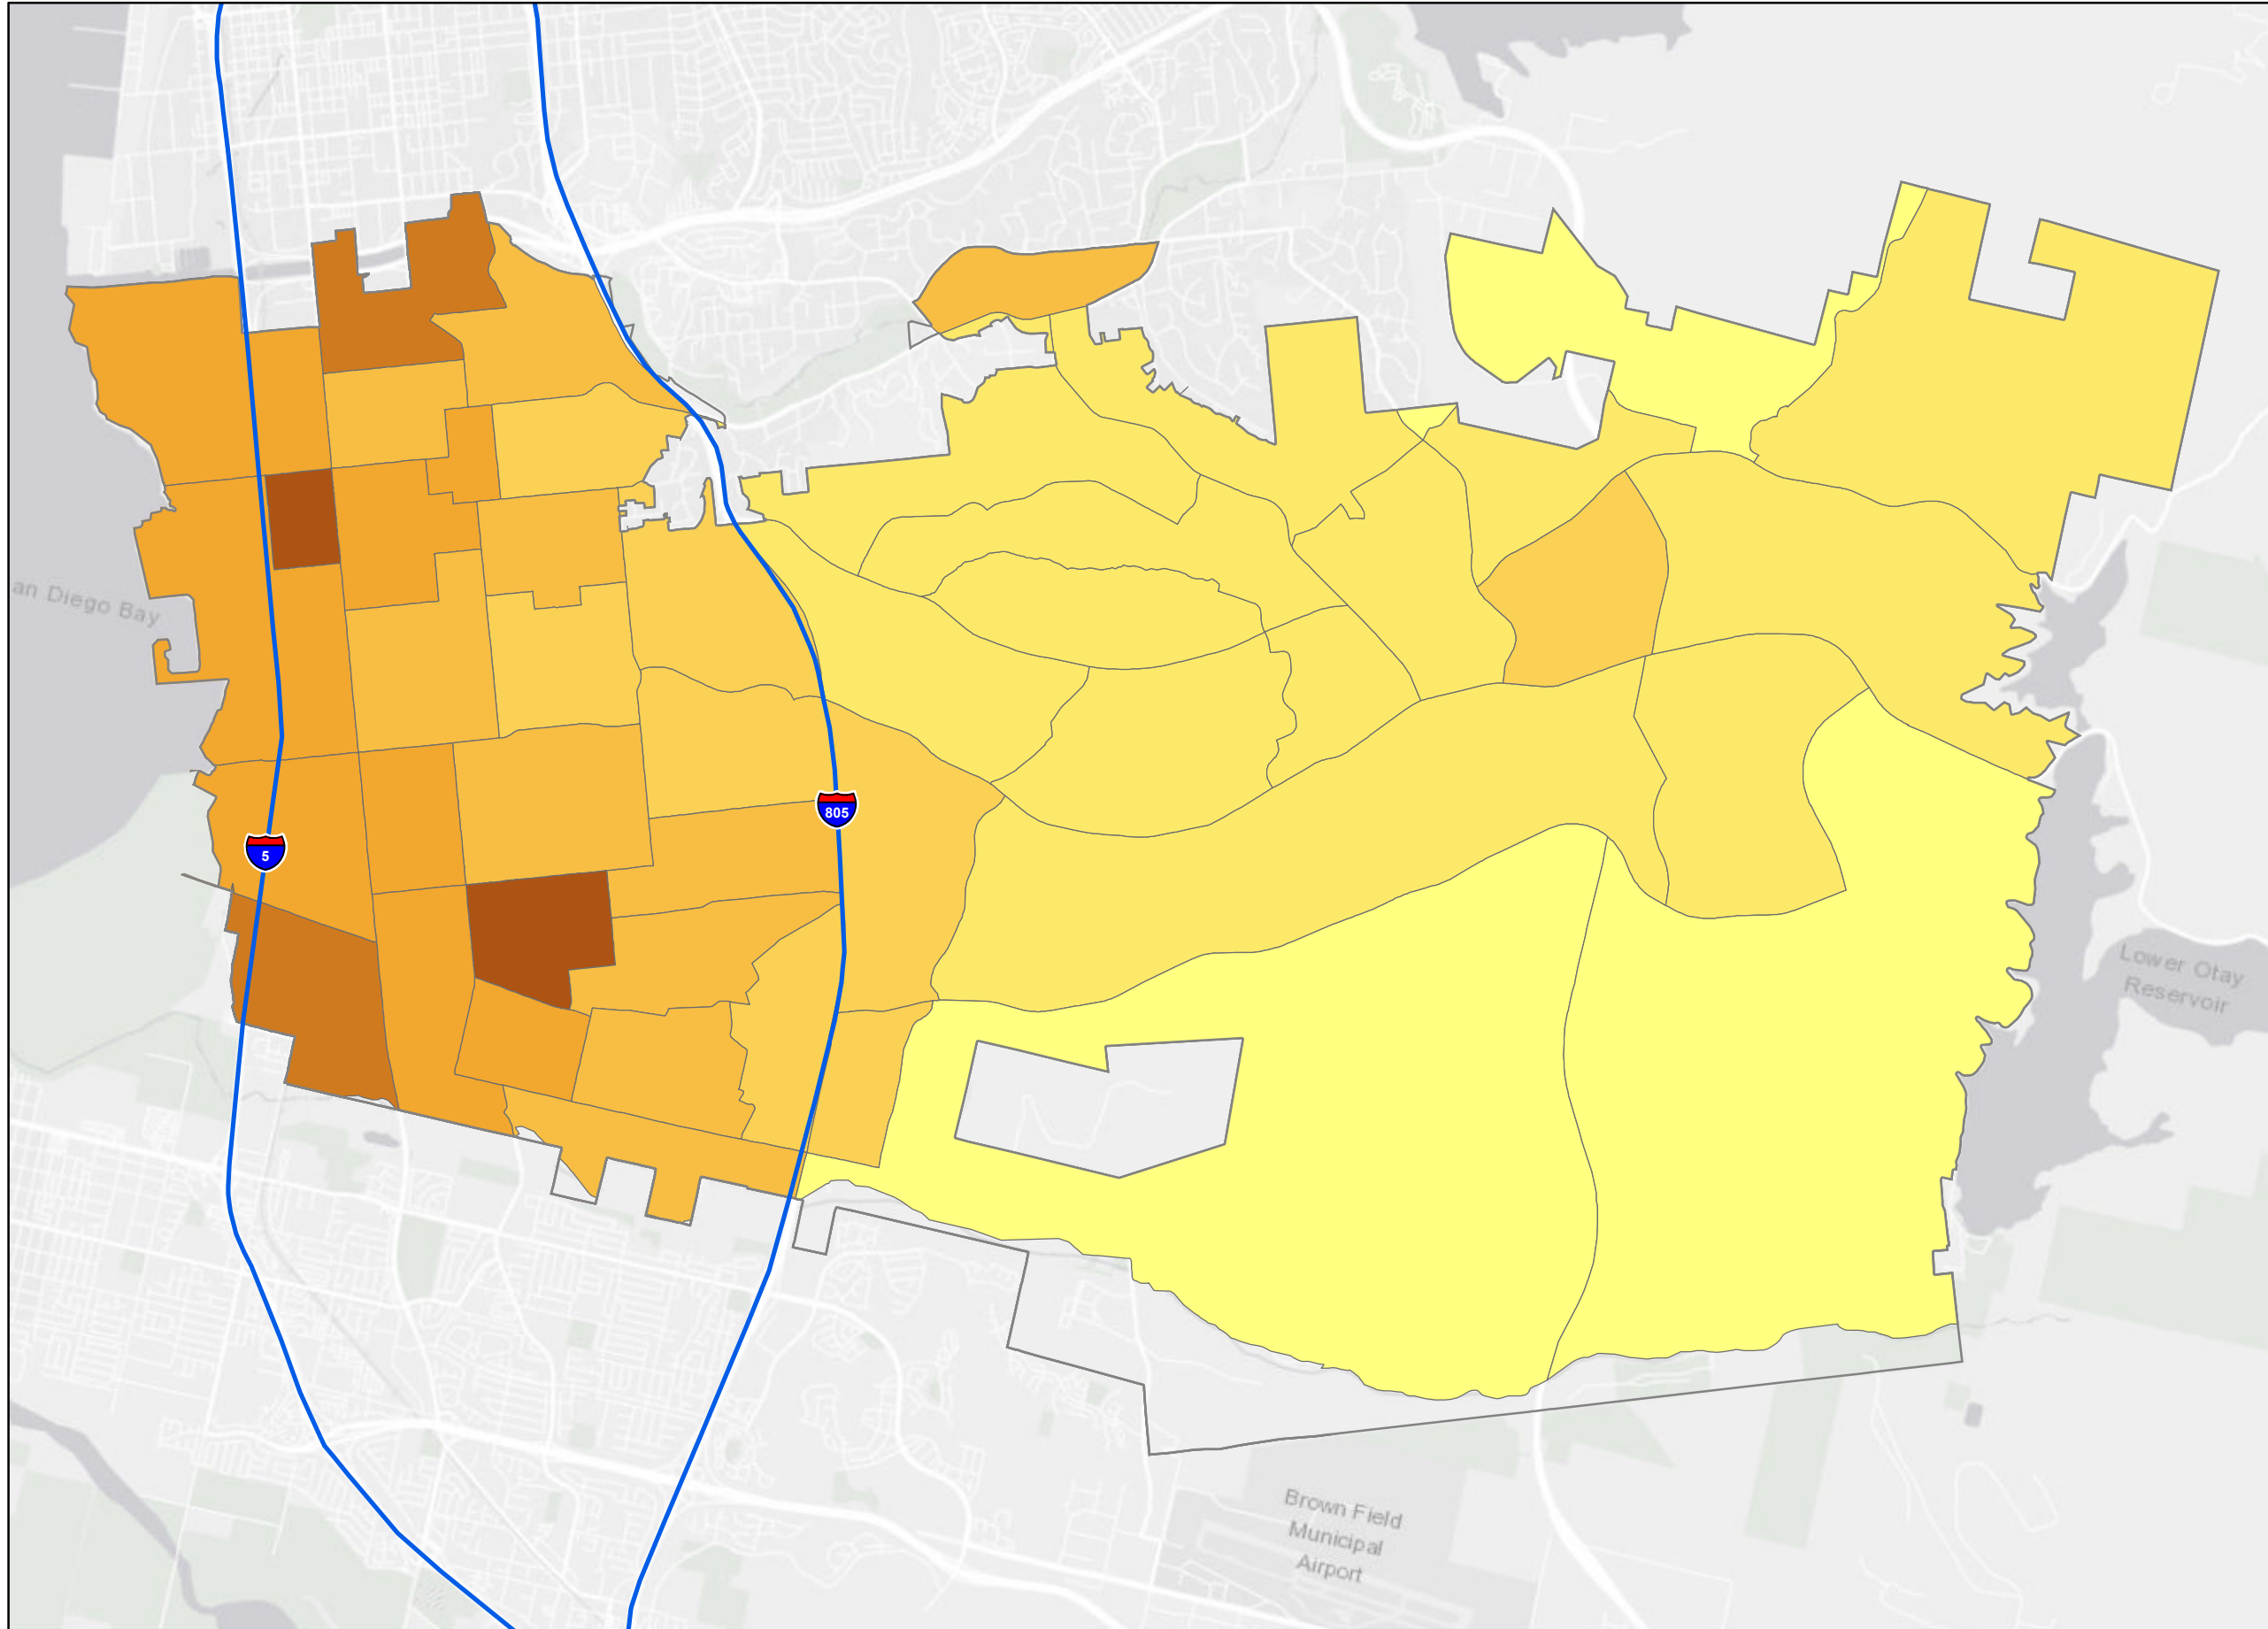 an Diego Bay
805
5
Lower Otay
Reservoir
Brown Field
Municipal
Airport